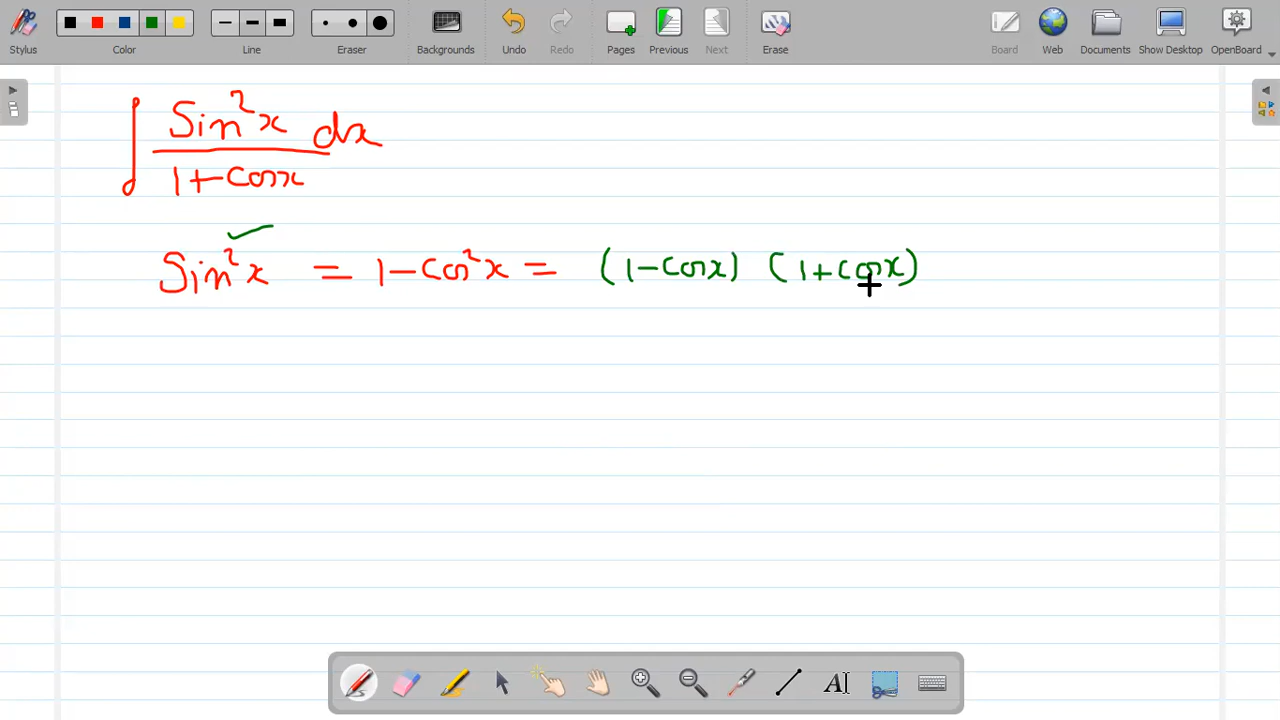 Stylus Color Line Eraser Backgrounds Undo Redo Pages Previous Next Erase Board Web Documents Show Desktop OpenBoard
∫ Sin²x / 1+Cosx dx
Sin²x = 1-Cos²x = (1-Cosx) (1+cosx)
AI